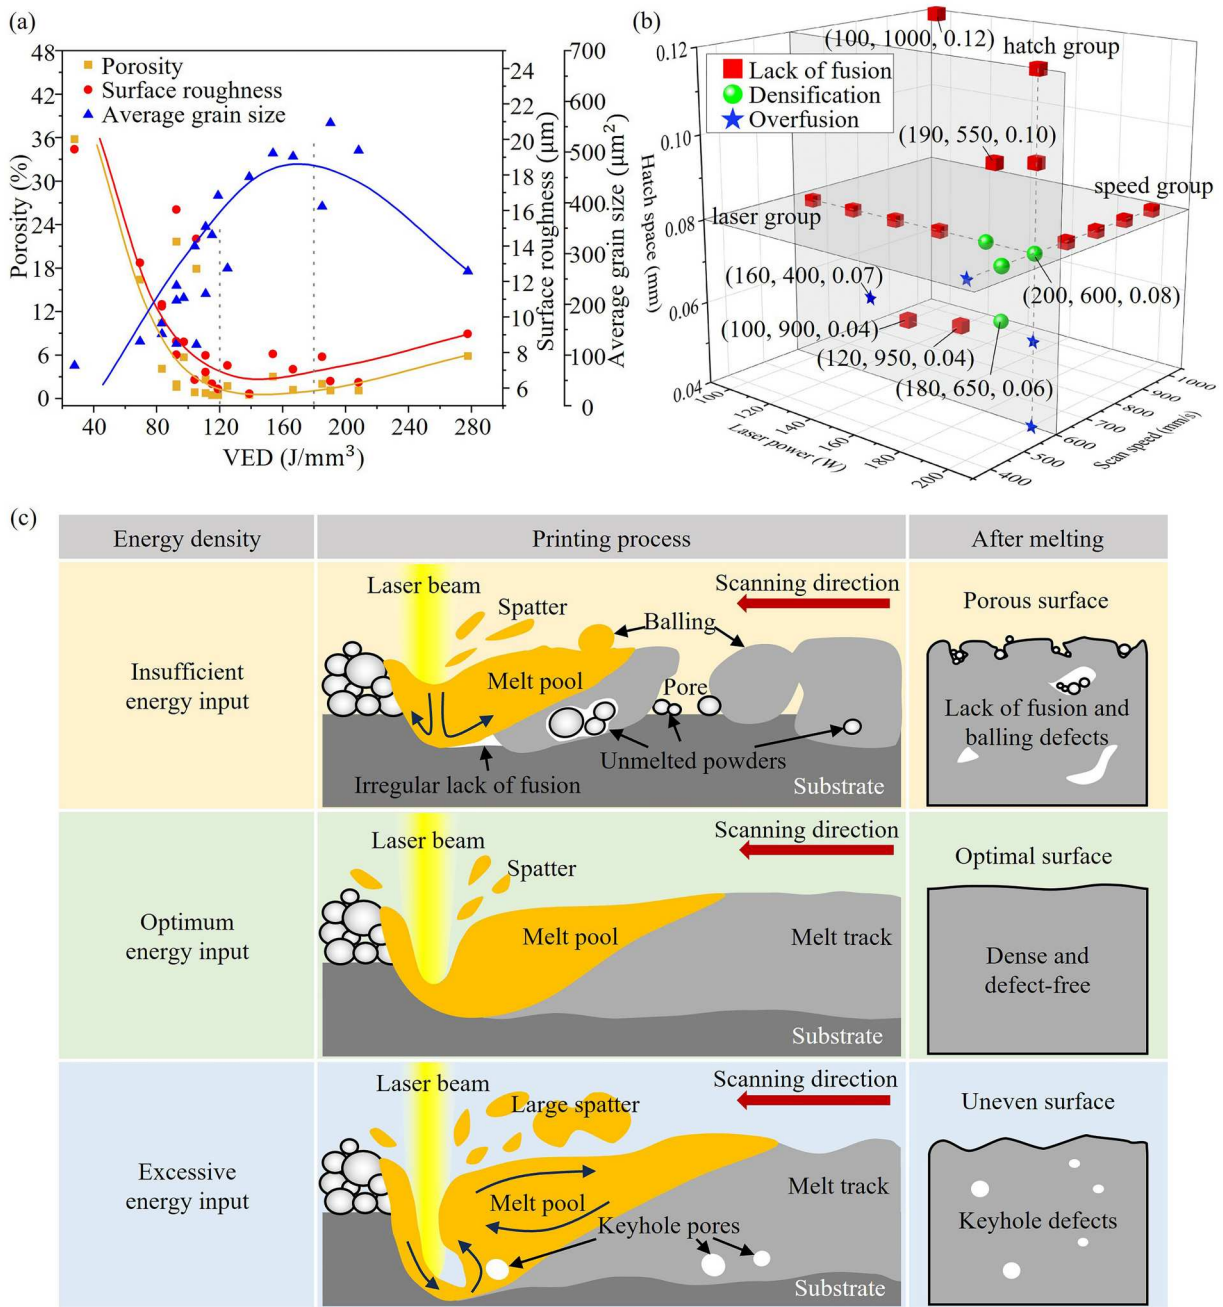 (a)
Porosity
Surface roughness
Average grain size
48
42
36
30
24
18
12
6
0
Porosity (%)
40
80
120
160
200
240
280
VED (J/mm³)
24
22
20
18
16
14
12
10
8
6
Surface roughness (μm)
700
600
500
400
300
200
100
0
Average grain size (μm²)
(b)
(100, 1000, 0.12)
hatch group
Lack of fusion
Densification
Overfusion
(190, 550, 0.10)
laser group
speed group
(160, 400, 0.07)
(200, 600, 0.08)
(100, 900, 0.04)
(120, 950, 0.04)
(180, 650, 0.06)
0.12
0.10
0.08
0.06
0.04
Hatch space (mm)
100
120
140
160
180
200
Laser power (W)
400
500
600
700
800
900
1000
Scan speed (mm/s)
(c)
Energy density
Printing process
After melting
Insufficient
energy input
Laser beam
Spatter
Scanning direction
Balling
Melt pool
Pore
Unmelted powders
Irregular lack of fusion
Substrate
Porous surface
Lack of fusion and
balling defects
Optimum
energy input
Laser beam
Spatter
Scanning direction
Melt pool
Melt track
Substrate
Optimal surface
Dense and
defect-free
Excessive
energy input
Laser beam
Large spatter
Scanning direction
Melt pool
Melt track
Keyhole pores
Substrate
Uneven surface
Keyhole defects